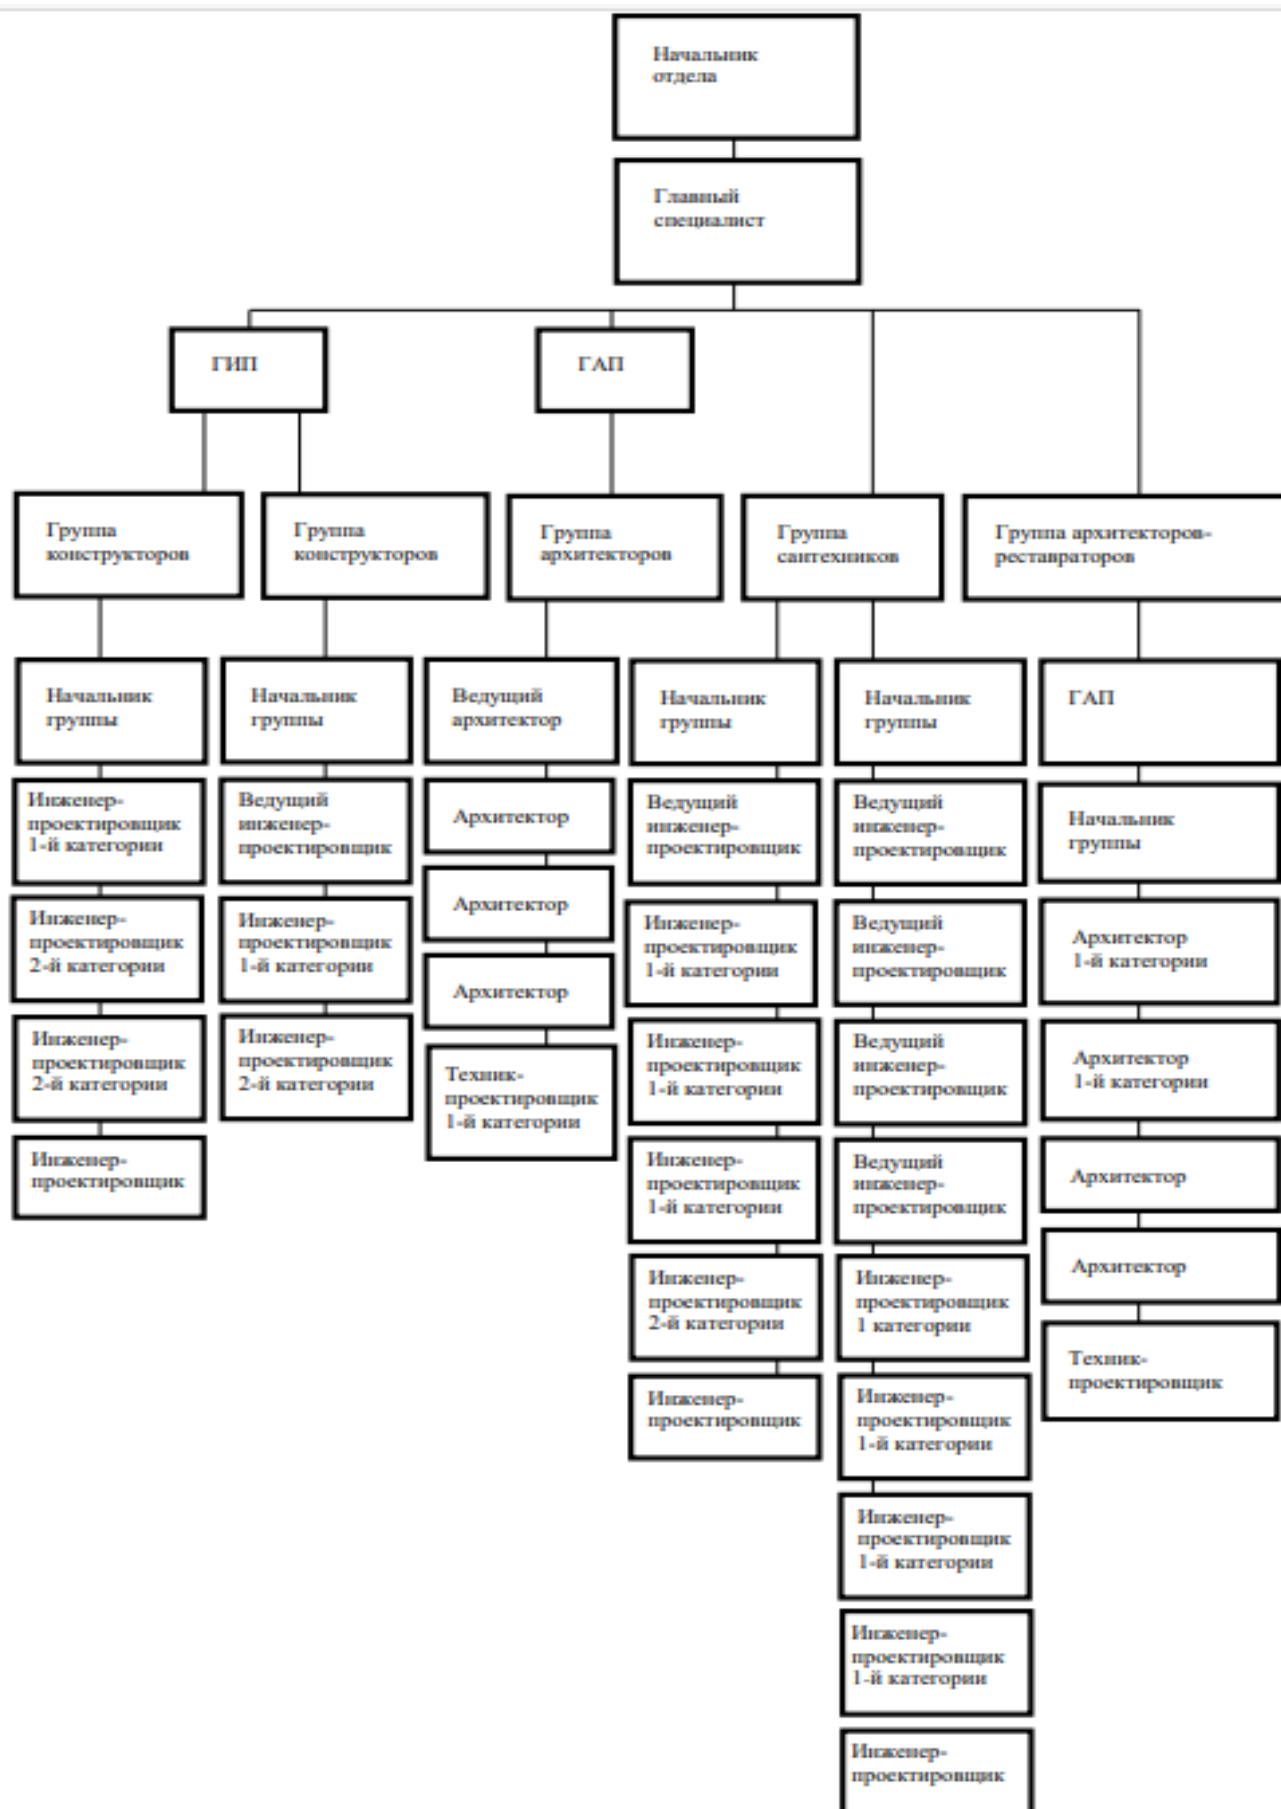 Начальник
отдела
Главный
специалист
ГИП
ГАП
Группа
конструкторов
Группа
конструкторов
Группа
архитекторов
Группа
сантехников
Группа архитекторов-
реставраторов
Начальник
группы
Инженер-
проектировщик
1-й категории
Инженер-
проектировщик
2-й категории
Инженер-
проектировщик
2-й категории
Инженер-
проектировщик
Начальник
группы
Ведущий
инженер-
проектировщик
Инженер-
проектировщик
1-й категории
Инженер-
проектировщик
2-й категории
Ведущий
архитектор
Архитектор
Архитектор
Архитектор
Техник-
проектировщик
1-й категории
Начальник
группы
Ведущий
инженер-
проектировщик
Инженер-
проектировщик
1-й категории
Инженер-
проектировщик
1-й категории
Инженер-
проектировщик
1-й категории
Инженер-
проектировщик
2-й категории
Инженер-
проектировщик
Начальник
группы
Ведущий
инженер-
проектировщик
Ведущий
инженер-
проектировщик
Ведущий
инженер-
проектировщик
Ведущий
инженер-
проектировщик
Инженер-
проектировщик
1 категории
Инженер-
проектировщик
1-й категории
Инженер-
проектировщик
1-й категории
Инженер-
проектировщик
1-й категории
Инженер-
проектировщик
ГАП
Начальник
группы
Архитектор
1-й категории
Архитектор
1-й категории
Архитектор
Архитектор
Техник-
проектировщик